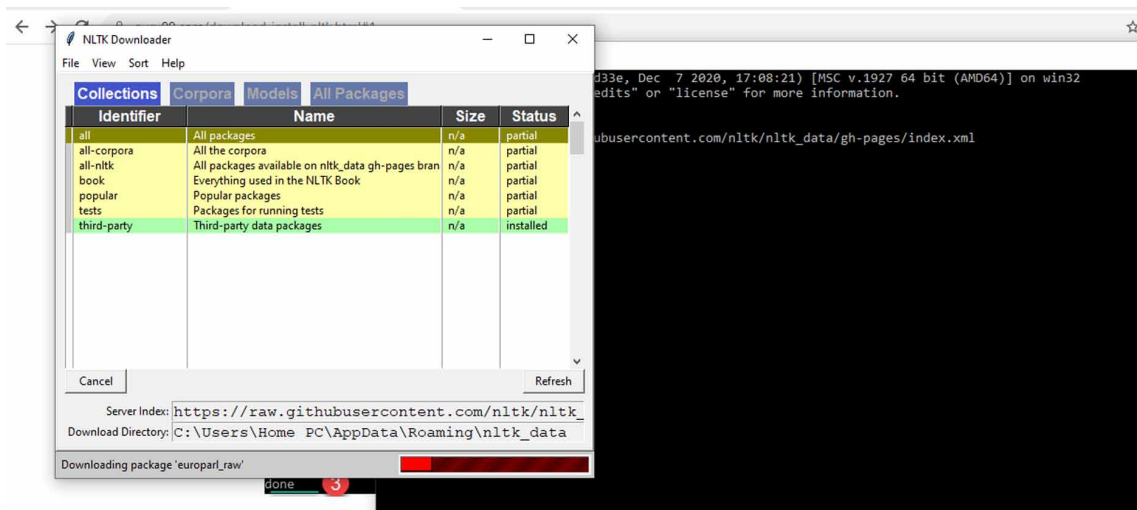 NLTK Downloader
File View Sort Help
Collections Corpora Models All Packages
Identifier Name Size Status
all All packages n/a partial
all-corpora All the corpora n/a partial
all-nltk All packages available on nltk_data gh-pages bran n/a partial
book Everything used in the NLTK Book n/a partial
popular Popular packages n/a partial
tests Packages for running tests n/a partial
third-party Third-party data packages n/a installed
Cancel Refresh
Server Index: https://raw.githubusercontent.com/nltk/nltk_
Download Directory: C:\Users\Home PC\AppData\Roaming\nltk_data
Downloading package 'europarl_raw'
done 3
d33e, Dec 7 2020, 17:08:21) [MSC v.1927 64 bit (AMD64)] on win32
edits" or "license" for more information.
ubusercontent.com/nltk/nltk_data/gh-pages/index.xml